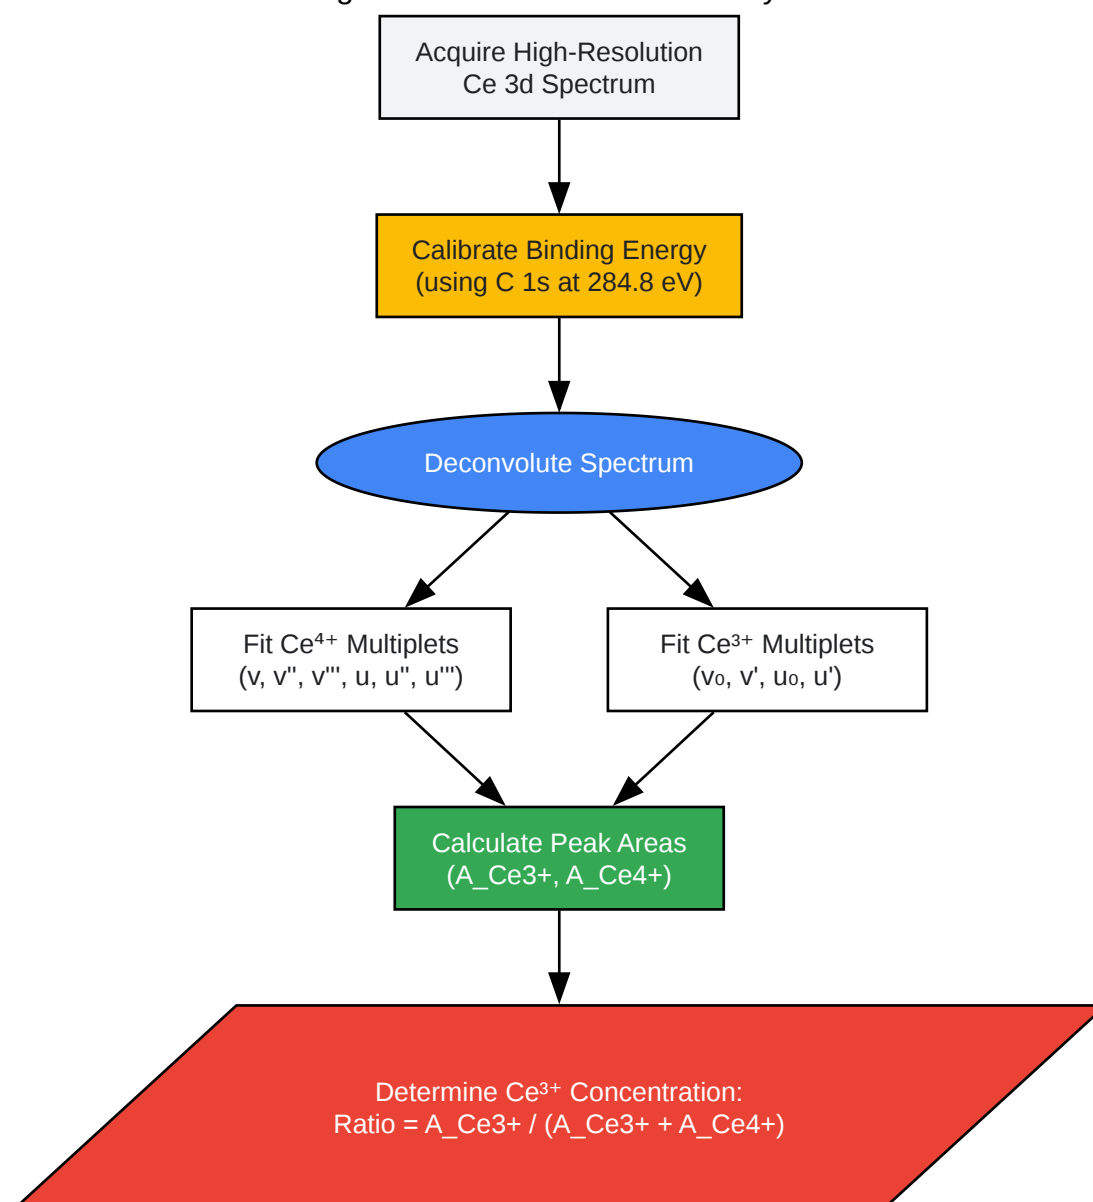 Acquire High-Resolution
Ce 3d Spectrum
Calibrate Binding Energy
(using C 1s at 284.8 eV)
Deconvolute Spectrum
Fit Ce⁴⁺ Multiplets
(v, v'', v''', u, u'', u''')
Fit Ce³⁺ Multiplets
(v₀, v', u₀, u')
Calculate Peak Areas
(A_Ce3+, A_Ce4+)
Determine Ce³⁺ Concentration:
Ratio = A_Ce3+ / (A_Ce3+ + A_Ce4+)